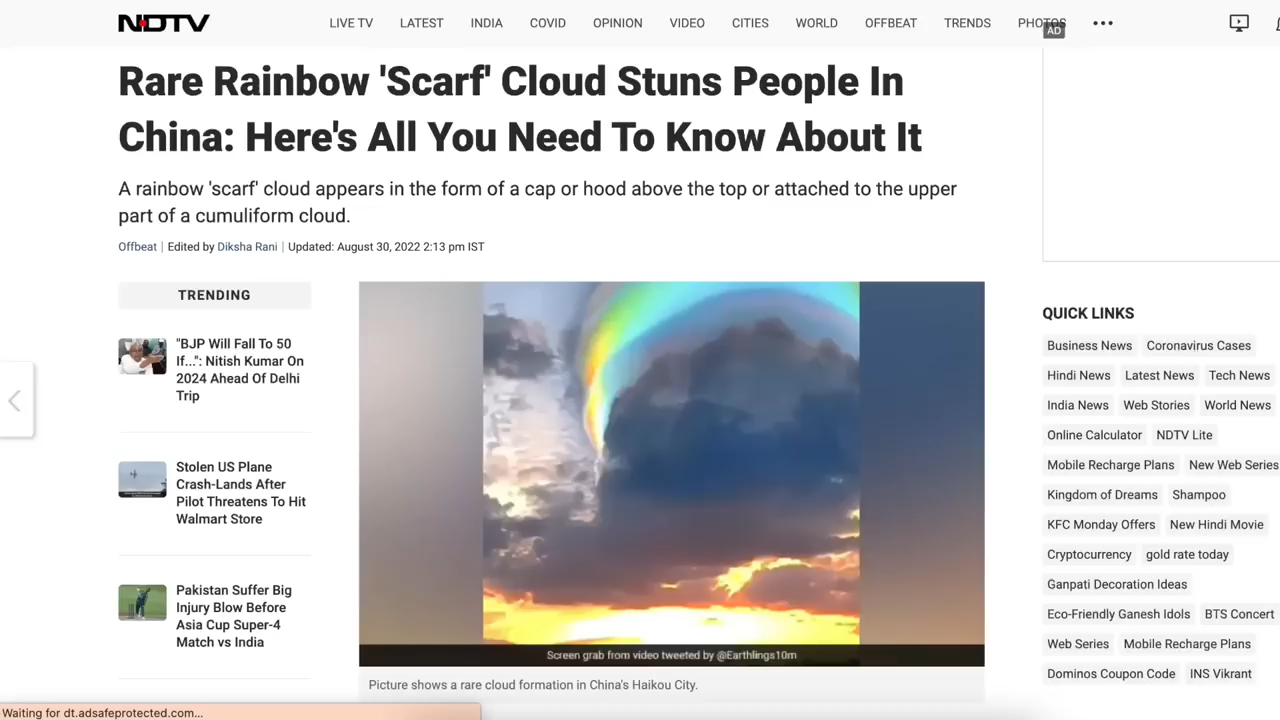 NDTV
LIVE TV LATEST INDIA COVID OPINION VIDEO CITIES WORLD OFFBEAT TRENDS PHOTOS
AD
Rare Rainbow 'Scarf' Cloud Stuns People In
China: Here's All You Need To Know About It
A rainbow 'scarf' cloud appears in the form of a cap or hood above the top or attached to the upper
part of a cumuliform cloud.
Offbeat | Edited by Diksha Rani | Updated: August 30, 2022 2:13 pm IST
TRENDING
"BJP Will Fall To 50
If...": Nitish Kumar On
2024 Ahead Of Delhi
Trip
Stolen US Plane
Crash-Lands After
Pilot Threatens To Hit
Walmart Store
Pakistan Suffer Big
Injury Blow Before
Asia Cup Super-4
Match vs India
Screen grab from video tweeted by @Earthlings10m
Picture shows a rare cloud formation in China's Haikou City.
QUICK LINKS
Business News Coronavirus Cases
Hindi News Latest News Tech News
India News Web Stories World News
Online Calculator NDTV Lite
Mobile Recharge Plans New Web Series
Kingdom of Dreams Shampoo
KFC Monday Offers New Hindi Movie
Cryptocurrency gold rate today
Ganpati Decoration Ideas
Eco-Friendly Ganesh Idols BTS Concert
Web Series Mobile Recharge Plans
Dominos Coupon Code INS Vikrant
Waiting for dt.adsafeprotected.com...